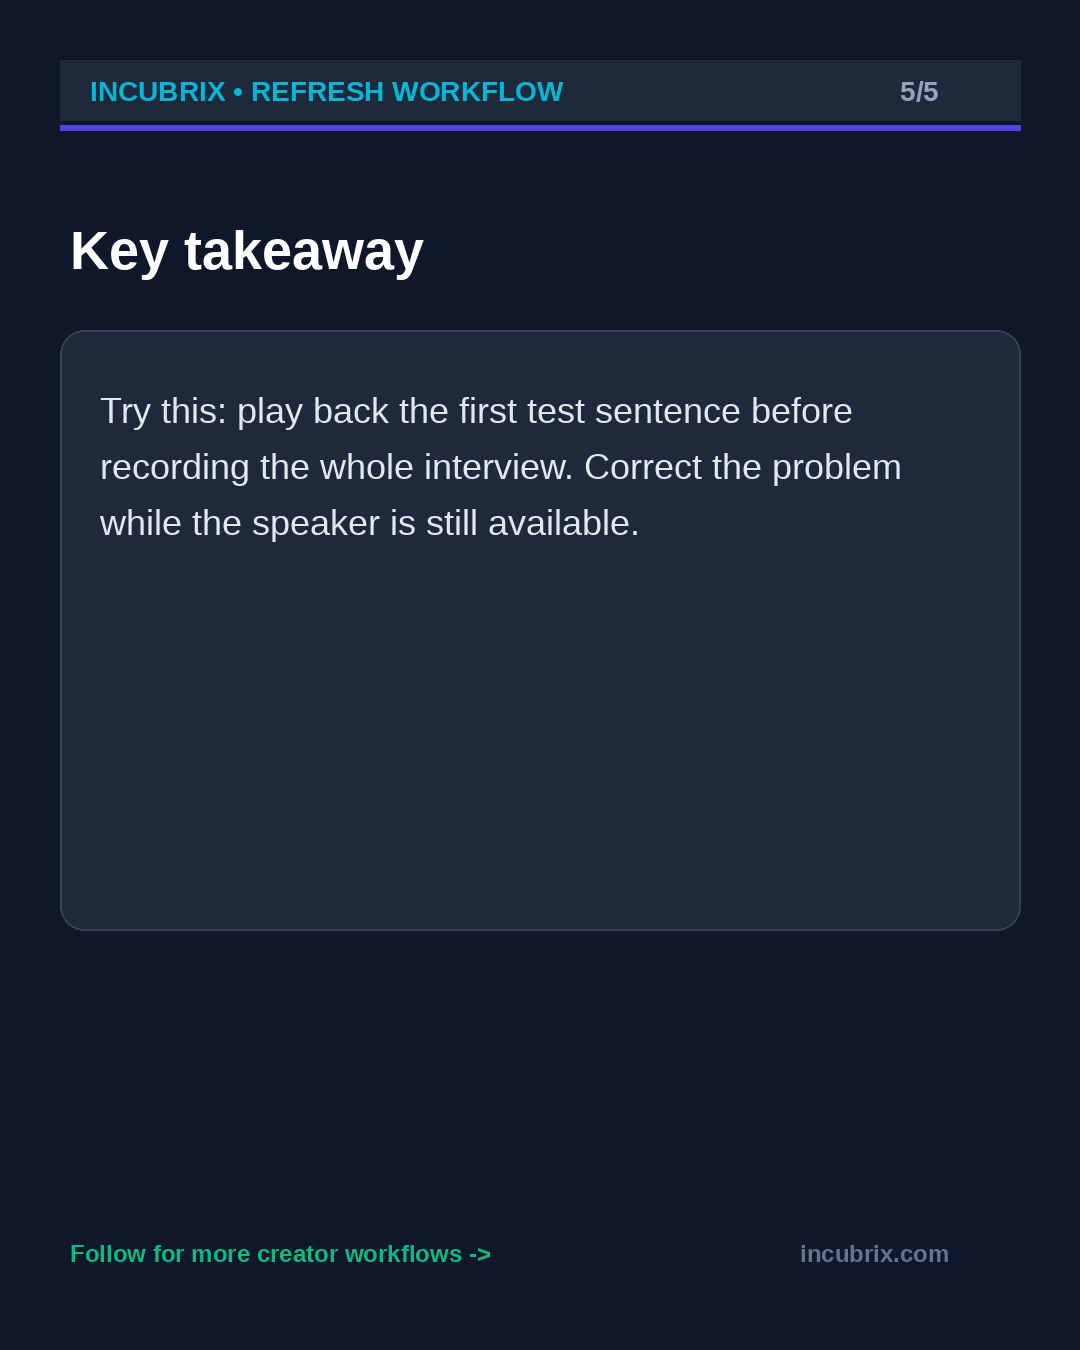 INCUBRIX • REFRESH WORKFLOW 5/5
Key takeaway
Try this: play back the first test sentence before
recording the whole interview. Correct the problem
while the speaker is still available.
Follow for more creator workflows -> incubrix.com